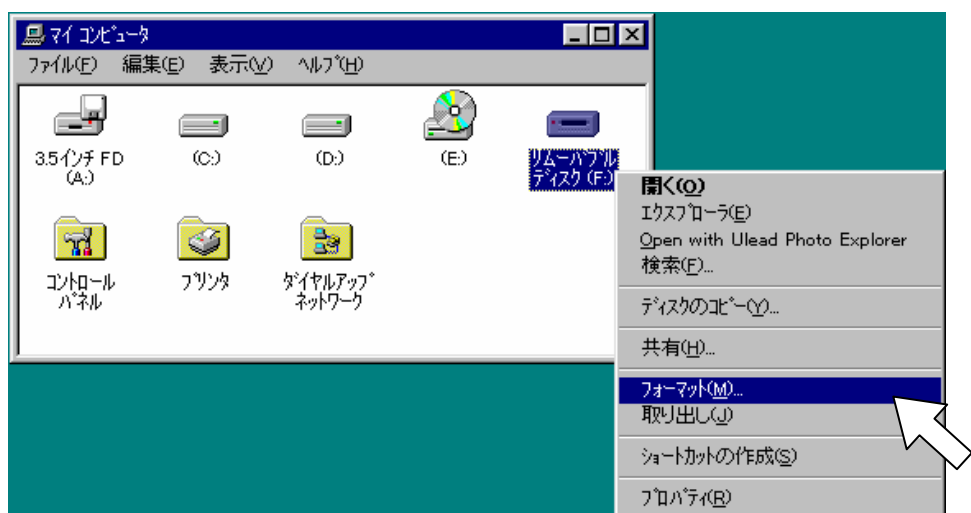 ﾏｲ ｺﾝﾋﾟｭｰﾀ
ﾌｧｲﾙ(F) 編集(E) 表示(V) ﾍﾙﾌﾟ(H)
3.5ｲﾝﾁ FD
(A:)
(C:)
(D:)
(E:)
ﾘﾑｰﾊﾞﾌﾞﾙ
ﾃﾞｨｽｸ (F:)
ｺﾝﾄﾛｰﾙ
ﾊﾟﾈﾙ
ﾌﾟﾘﾝﾀ
ﾀﾞｲﾔﾙｱｯﾌﾟ
ﾈｯﾄﾜｰｸ
開く(O)
ｴｸｽﾌﾟﾛｰﾗ(E)
Open with Ulead Photo Explorer
検索(F)...
ﾃﾞｨｽｸのｺﾋﾟｰ(Y)...
共有(H)...
ﾌｫｰﾏｯﾄ(M)...
取り出し(J)
ｼｮｰﾄｶｯﾄの作成(S)
ﾌﾟﾛﾊﾟﾃｨ(R)